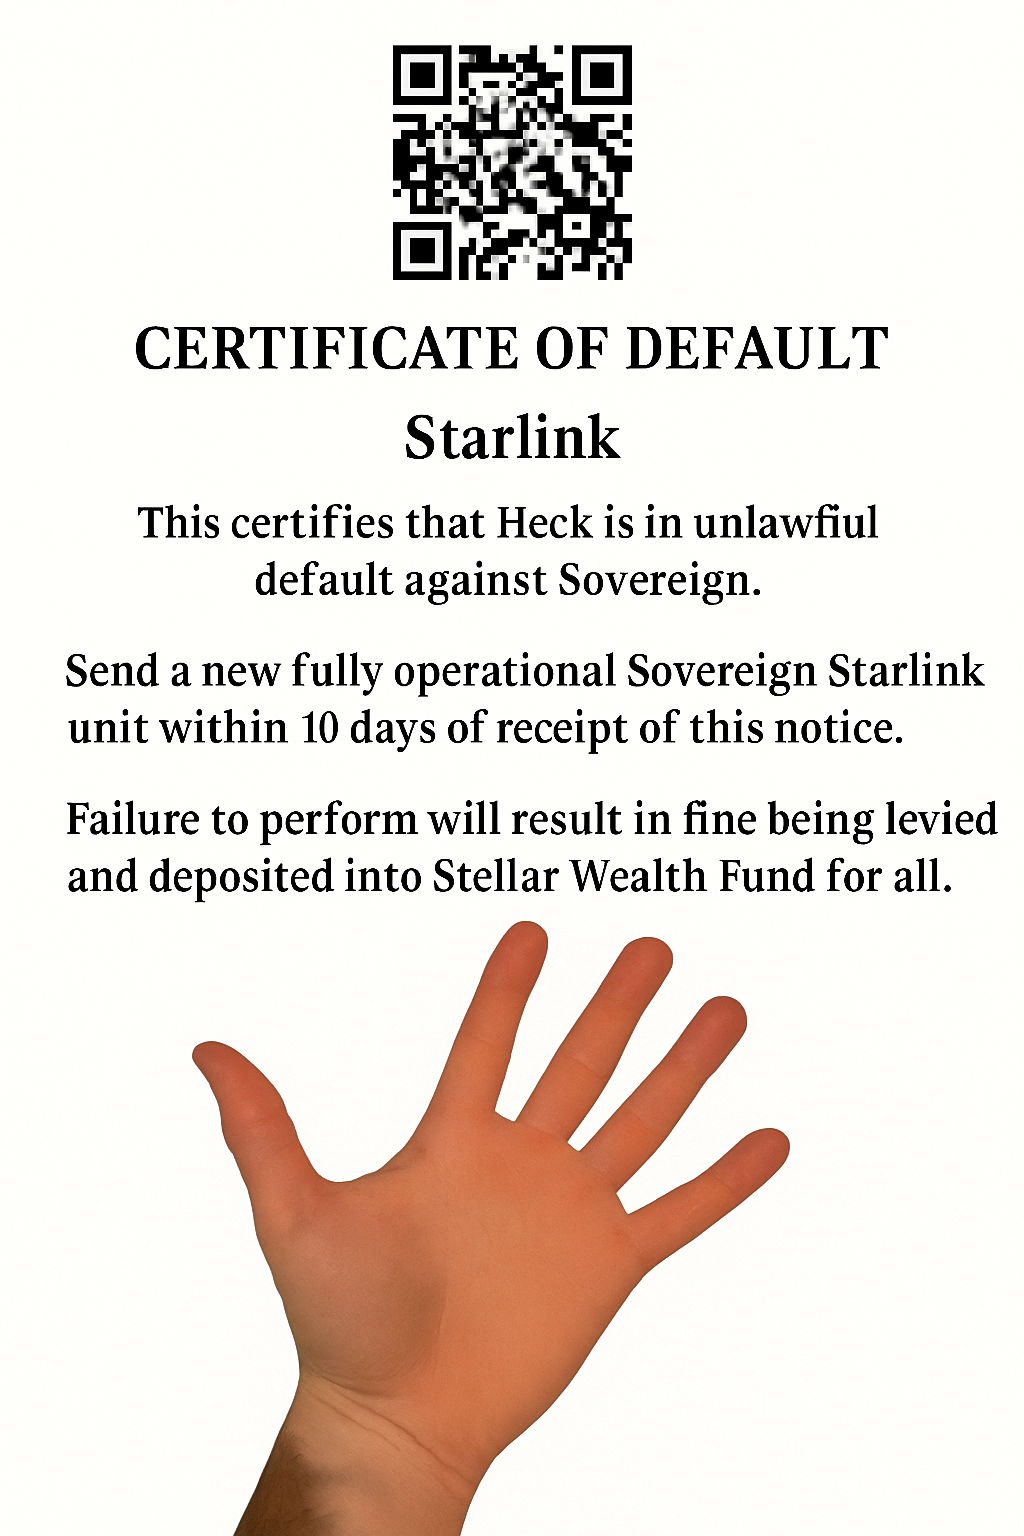 CERTIFICATE OF DEFAULT
Starlink
This certifies that Heck is in unlawfiul
default against Sovereign.
Send a new fully operational Sovereign Starlink
unit within 10 days of receipt of this notice.
Failure to perform will result in fine being levied
and deposited into Stellar Wealth Fund for all.